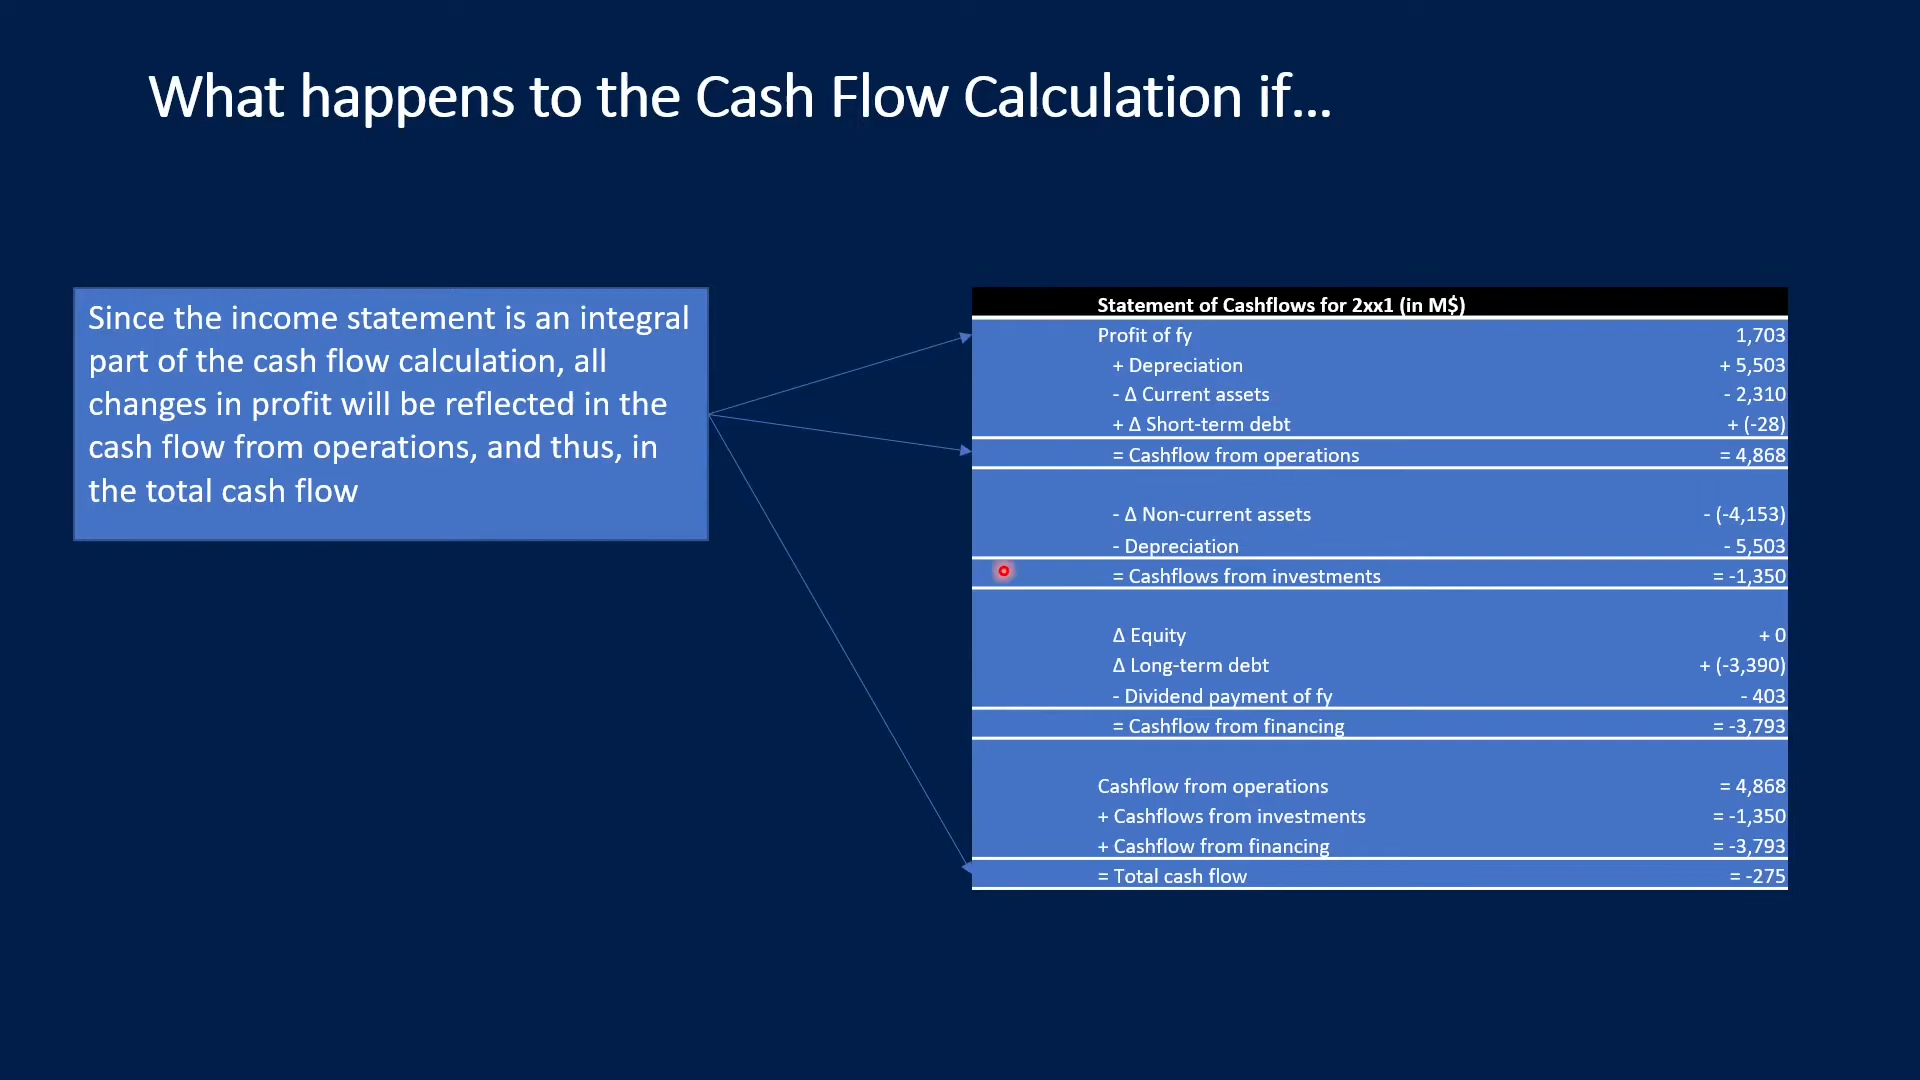 What happens to the Cash Flow Calculation if...
Since the income statement is an integral
part of the cash flow calculation, all
changes in profit will be reflected in the
cash flow from operations, and thus, in
the total cash flow
Statement of Cashflows for 2xx1 (in M$)
Profit of fy 1,703
+ Depreciation + 5,503
- Δ Current assets - 2,310
+ Δ Short-term debt + (-28)
= Cashflow from operations = 4,868
- Δ Non-current assets - (-4,153)
- Depreciation - 5,503
= Cashflows from investments = -1,350
Δ Equity + 0
Δ Long-term debt + (-3,390)
- Dividend payment of fy - 403
= Cashflow from financing = -3,793
Cashflow from operations = 4,868
+ Cashflows from investments = -1,350
+ Cashflow from financing = -3,793
= Total cash flow = -275